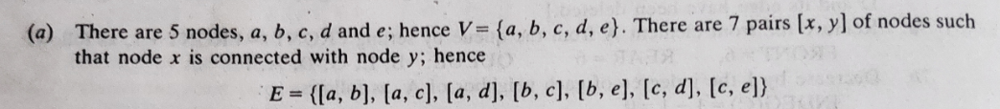 (a) There are 5 nodes, a, b, c, d and e; hence V = {a, b, c, d, e}. There are 7 pairs [x, y] of nodes such
that node x is connected with node y; hence
E = {[a, b], [a, c], [a, d], [b, c], [b, e], [c, d], [c, e]}